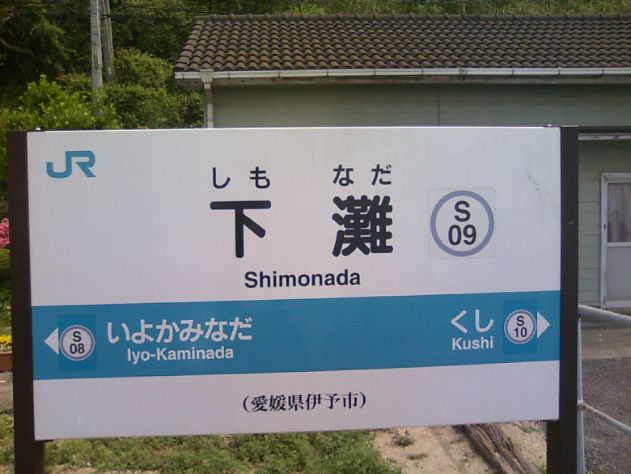 JR
しも なだ
下 灘
S
09
Shimonada
S
08
いよかみなだ
Iyo-Kaminada
くし
Kushi
S
10
（愛媛県伊予市）